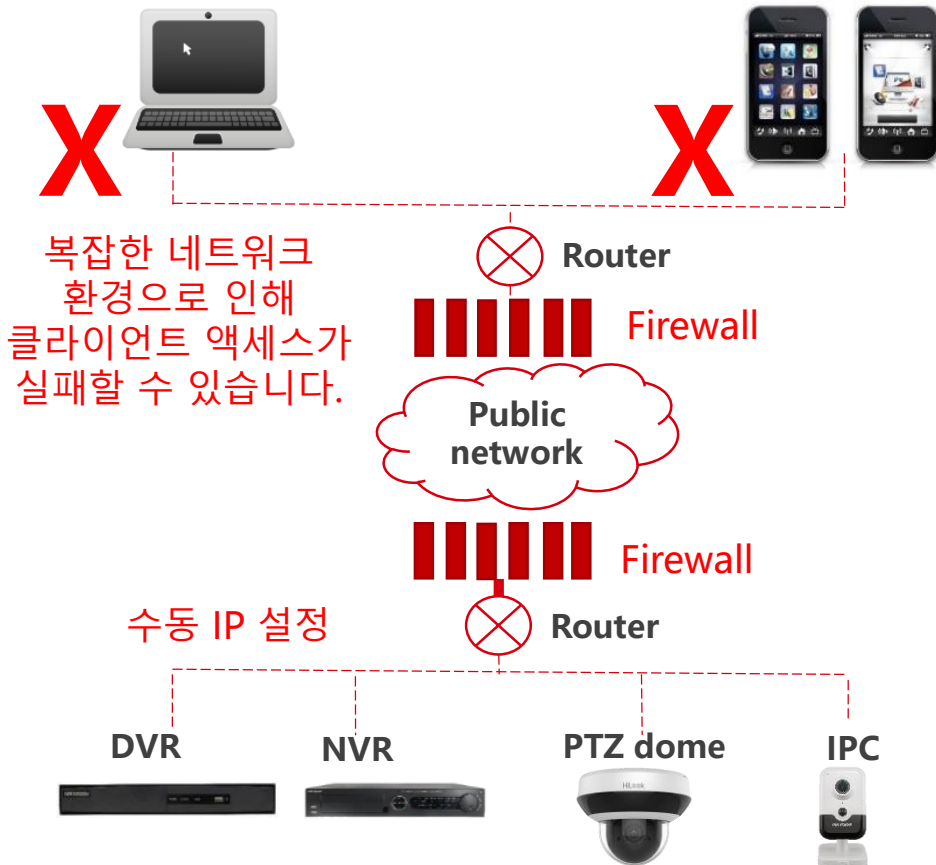 복잡한 네트워크
환경으로 인해
클라이언트 액세스가
실패할 수 있습니다.
Router
Firewall
Public
network
Firewall
수동 IP 설정
Router
DVR
NVR
PTZ dome
IPC
HiLook